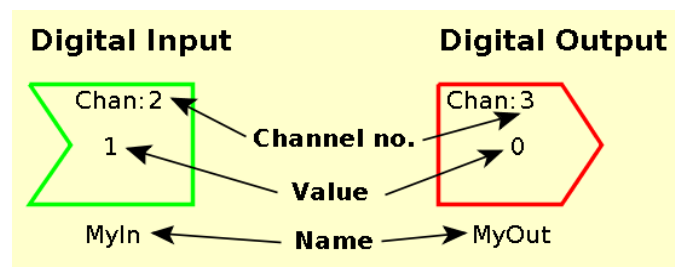 Digital Input
Digital Output
Chan: 2
Chan: 3
Channel no.
1
0
Value
MyIn
Name
MyOut